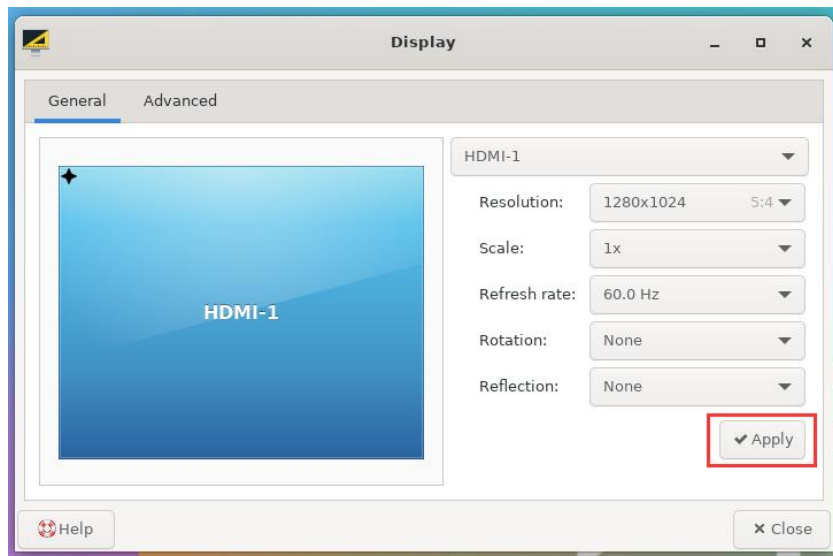 Display
General Advanced
HDMI-1
HDMI-1
Resolution: 1280x1024 5:4
Scale: 1x
Refresh rate: 60.0 Hz
Rotation: None
Reflection: None
Apply
Help Close